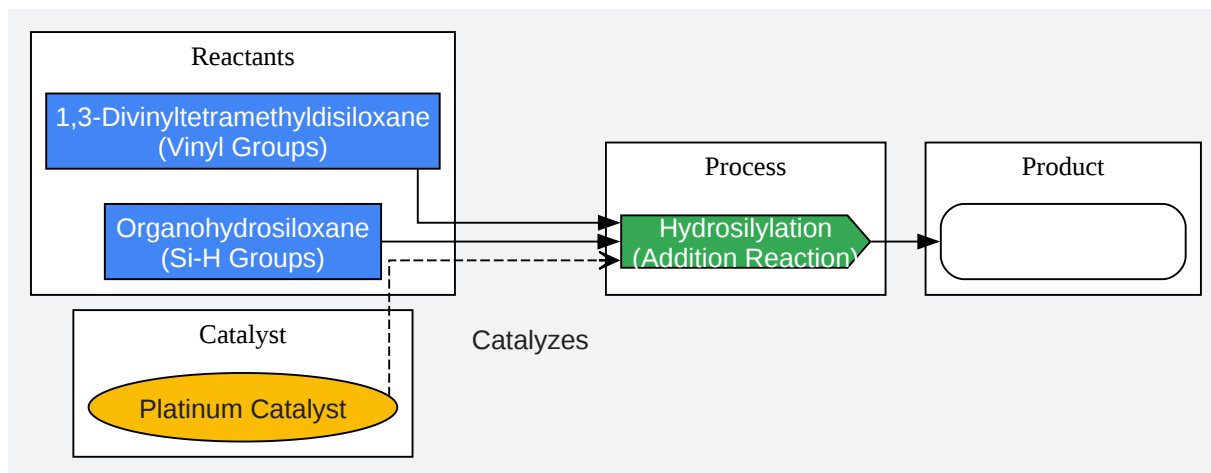 Reactants
1,3-Divinyltetramethyldisiloxane
(Vinyl Groups)
Organohydrosiloxane
(Si-H Groups)
Process
Hydrosilylation
(Addition Reaction)
Product
Catalyst
Platinum Catalyst
Catalyzes